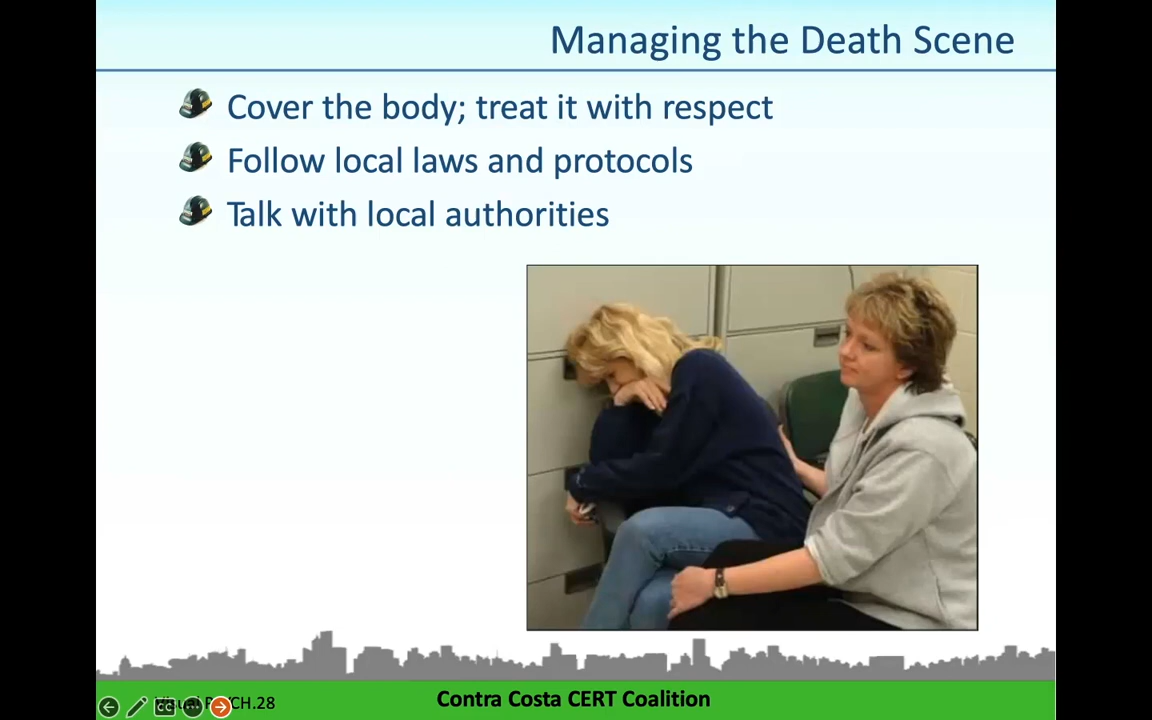 Managing the Death Scene
Cover the body; treat it with respect
Follow local laws and protocols
Talk with local authorities
Contra Costa CERT Coalition
CH.28
CC